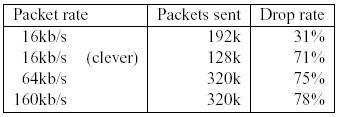 Packet rate Packets sent Drop rate
16kb/s 192k 31%
16kb/s (clever) 128k 71%
64kb/s 320k 75%
160kb/s 320k 78%